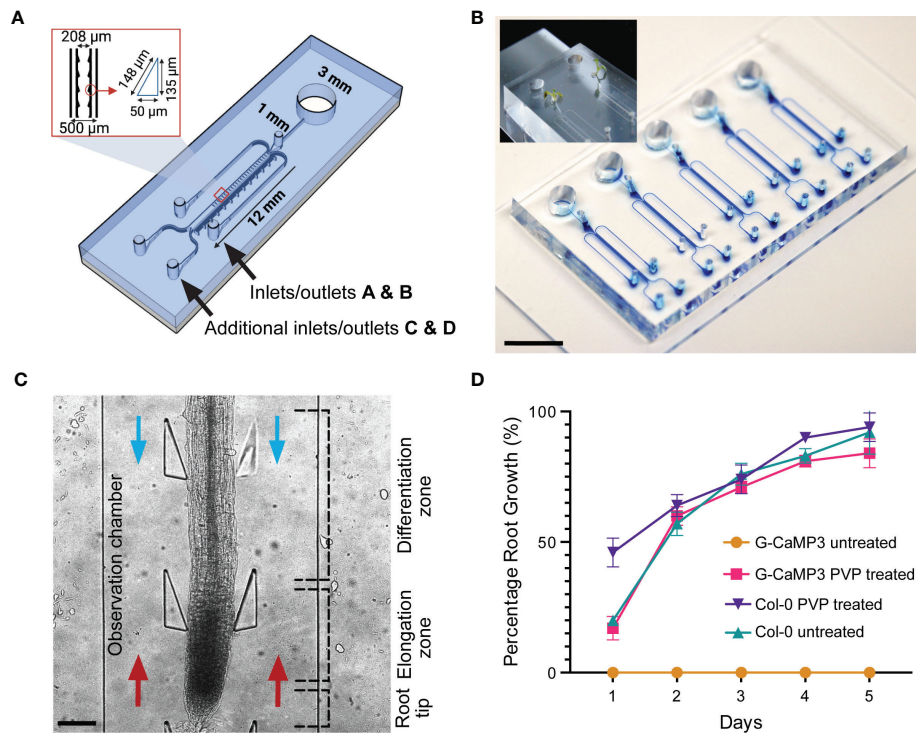 A
208 µm
148 µm
135 µm
50 µm
500 µm
3 mm
1 mm
12 mm
Inlets/outlets A & B
Additional inlets/outlets C & D
B
C
Observation chamber
Differentiation
zone
Elongation
zone
Root
tip
D
Percentage Root Growth (%)
100
50
0
G-CaMP3 untreated
G-CaMP3 PVP treated
Col-0 PVP treated
Col-0 untreated
1 2 3 4 5
Days